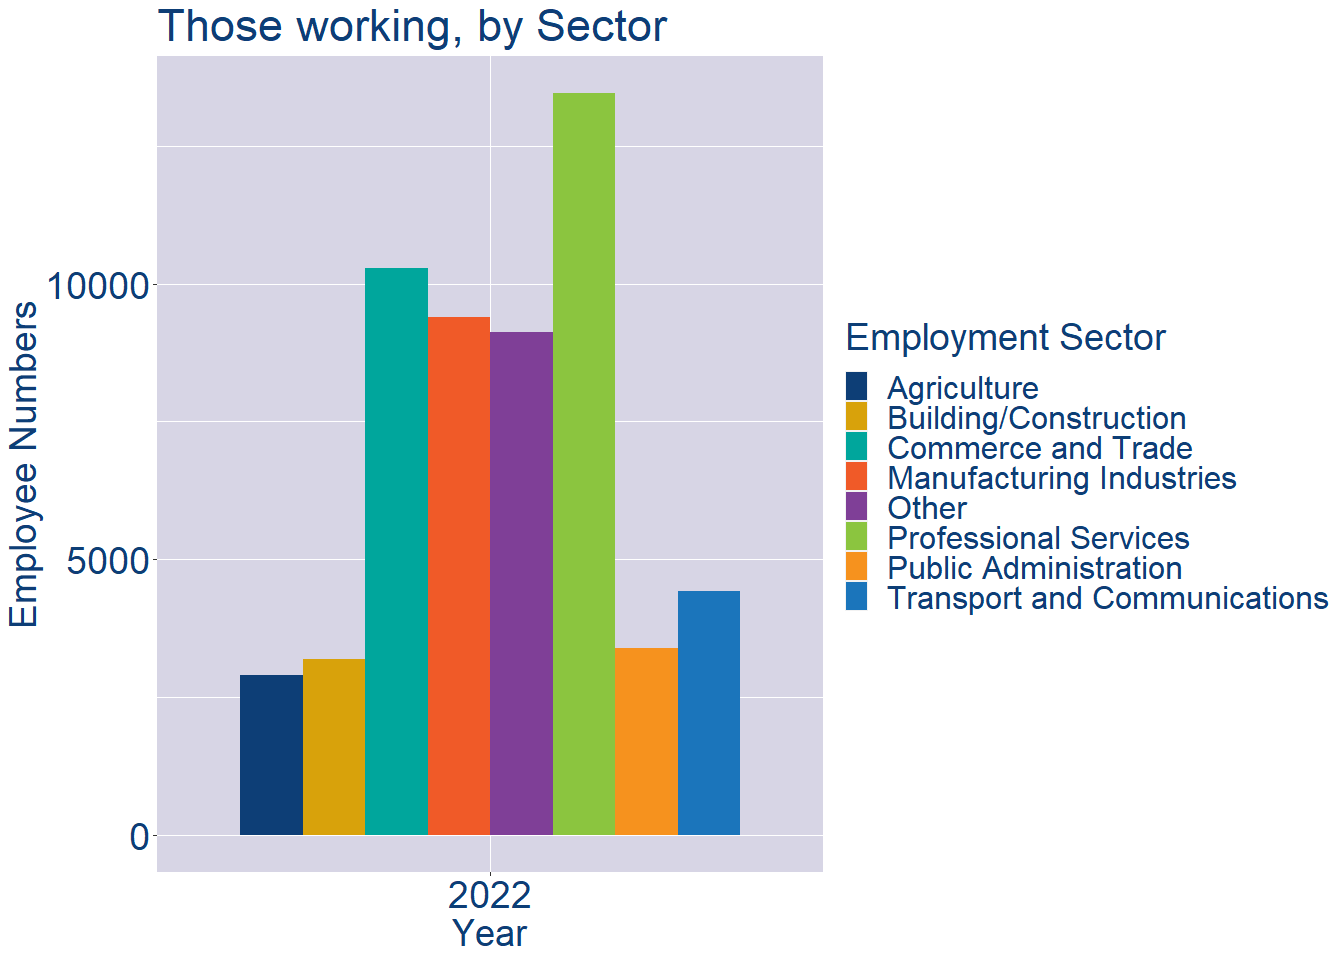 Those working, by Sector
Employee Numbers
10000
5000
0
2022
Year
Employment Sector
Agriculture
Building/Construction
Commerce and Trade
Manufacturing Industries
Other
Professional Services
Public Administration
Transport and Communications